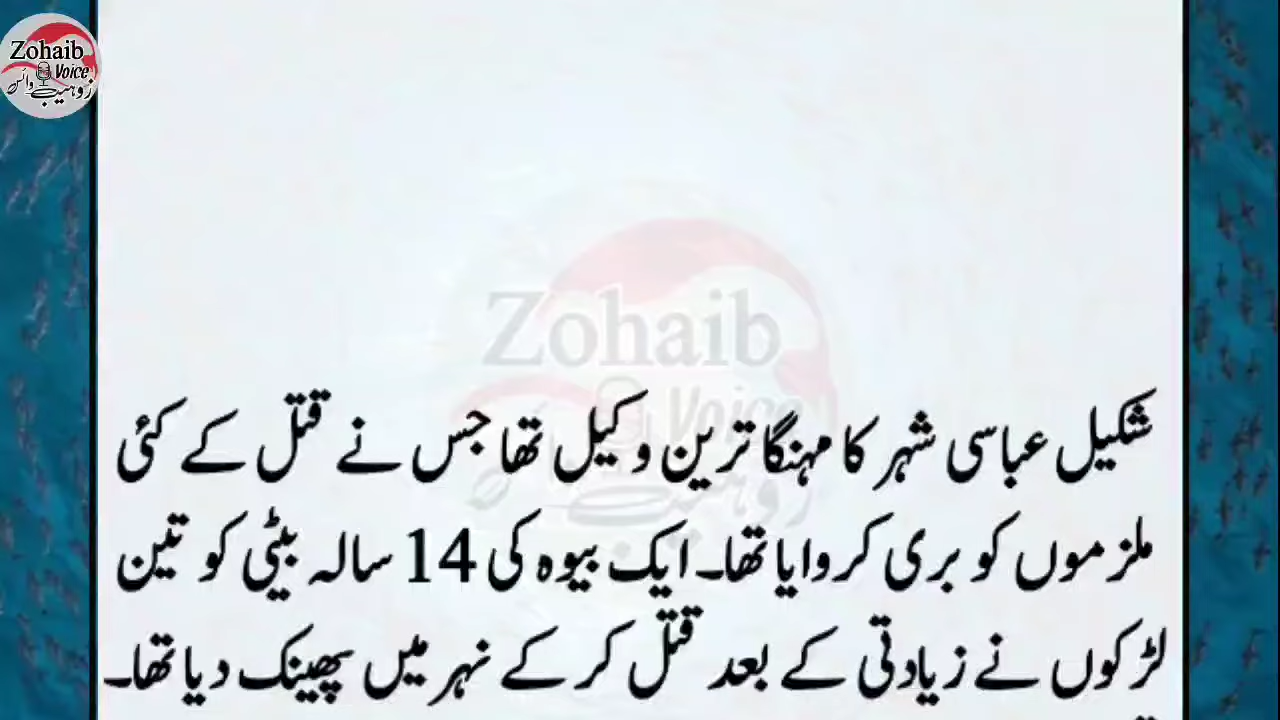 Zohaib
Voice
زوہیب وائس
Zohaib
Voice
زوہیب
شکیل عباسی شہر کا مہنگا ترین وکیل تھا جس نے قتل کے کئی
ملزموں کو بری کروایا تھا۔ ایک بیوہ کی 14 سالہ بیٹی کو تین
لڑکوں نے زیادتی کے بعد قتل کر کے نہر میں پھینک دیا تھا۔